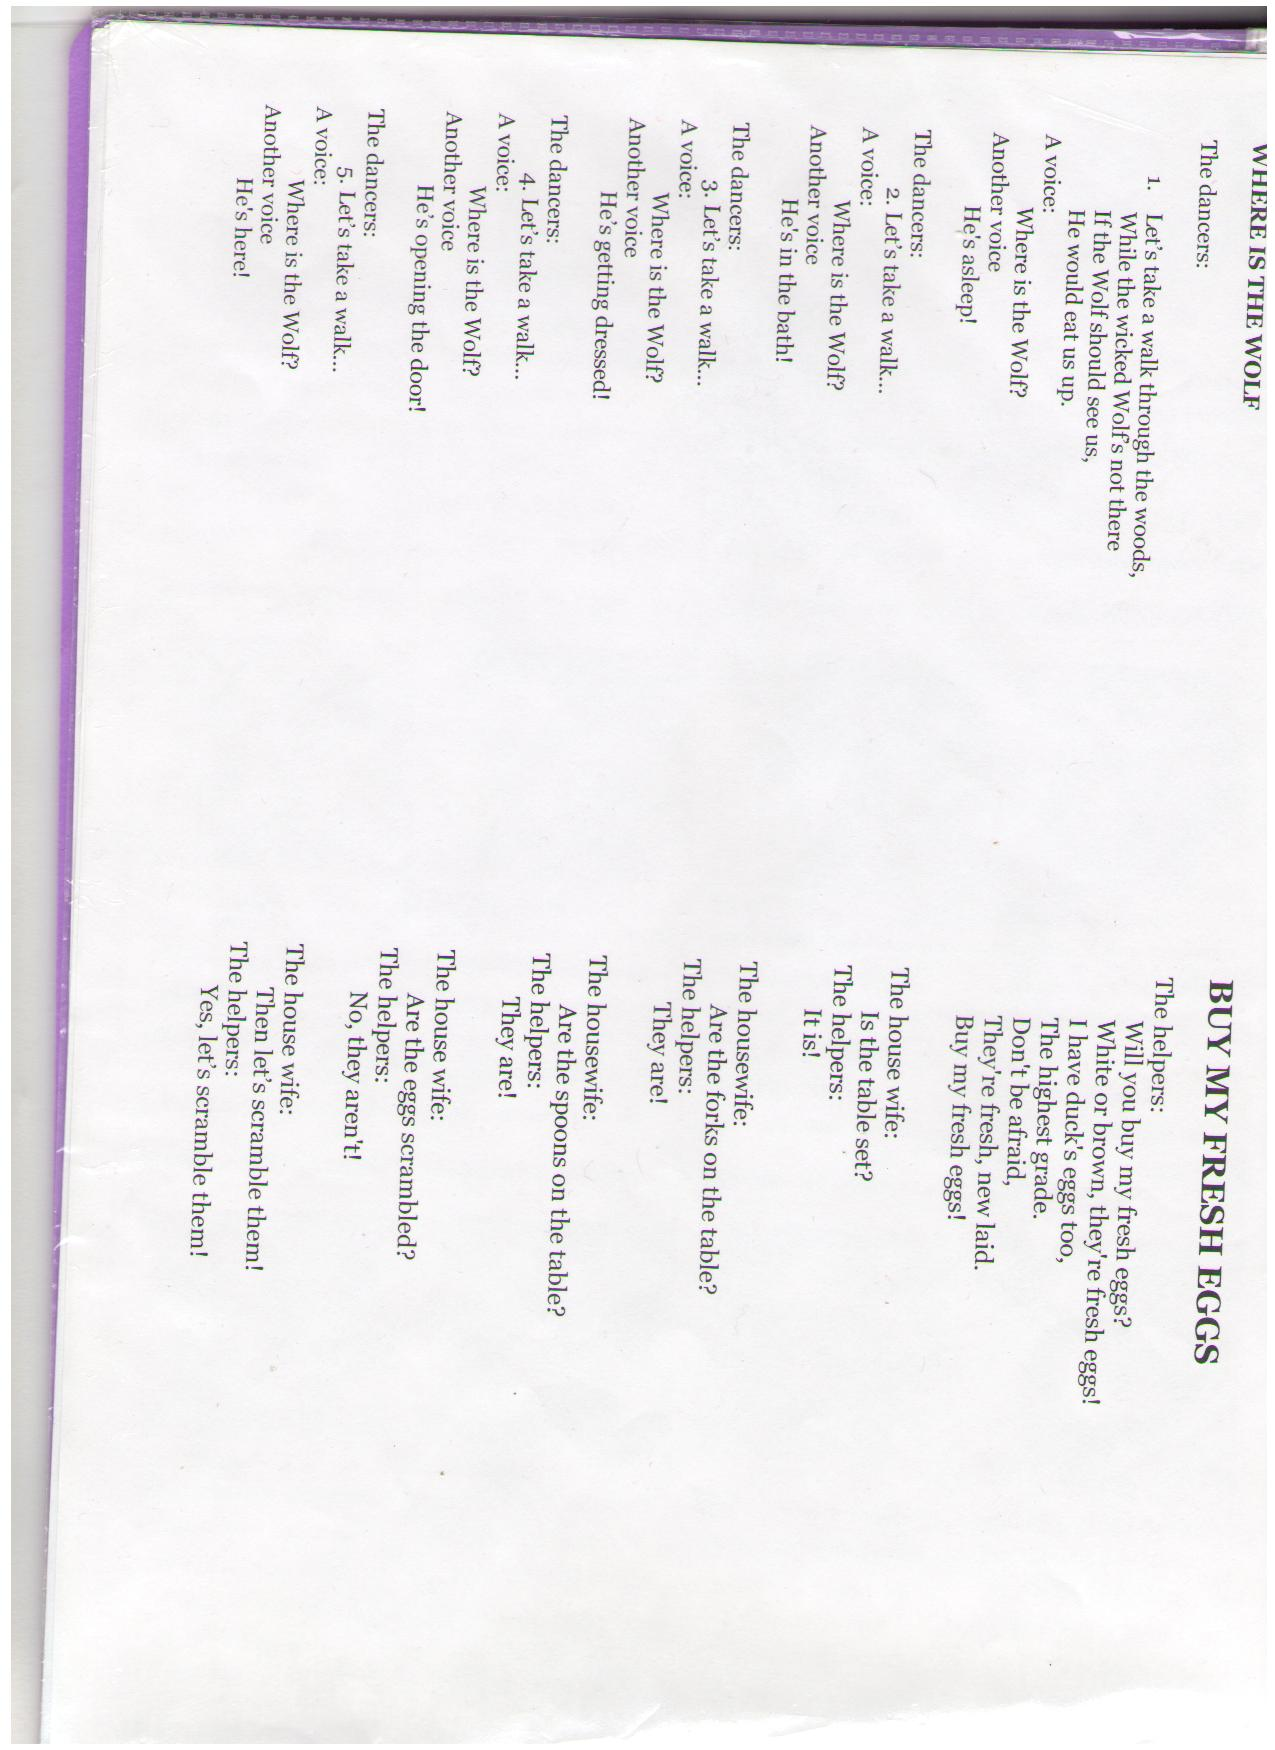 WHERE IS THE WOLF
The dancers:
1. Let's take a walk through the woods,
While the wicked Wolf's not there
If the Wolf should see us,
He would eat us up.
A voice:
Where is the Wolf?
Another voice
He's asleep!
The dancers:
2. Let's take a walk...
A voice:
Where is the Wolf?
Another voice
He's in the bath!
The dancers:
3. Let's take a walk...
A voice:
Where is the Wolf?
Another voice
He's getting dressed!
The dancers:
4. Let's take a walk...
A voice:
Where is the Wolf?
Another voice
He's opening the door!
The dancers:
5. Let's take a walk...
A voice:
Where is the Wolf?
Another voice
He's here!
BUY MY FRESH EGGS
The helpers:
Will you buy my fresh eggs?
White or brown, they're fresh eggs!
I have duck's eggs too,
The highest grade.
Don't be afraid,
They're fresh, new laid.
Buy my fresh eggs!
The house wife:
Is the table set?
The helpers:
It is!
The housewife:
Are the forks on the table?
The helpers:
They are!
The housewife:
Are the spoons on the table?
The helpers:
They are!
The house wife:
Are the eggs scrambled?
The helpers:
No, they aren't!
The house wife:
Then let's scramble them!
The helpers:
Yes, let's scramble them!